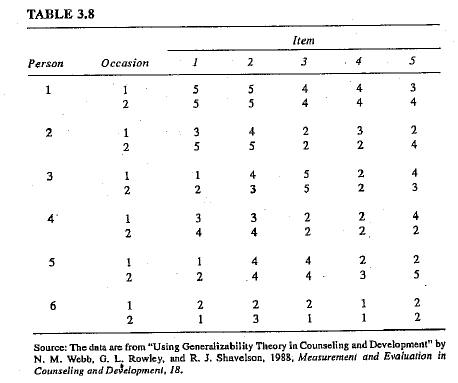 TABLE 3.8
Item
Person Occasion 1 2 3 4 5
1 1 5 5 4 4 3
2 5 5 4 4 4
2 1 3 4 2 3 2
2 5 5 2 2 4
3 1 1 4 5 2 4
2 2 3 5 2 3
4 1 3 3 2 2 4
2 4 4 2 2 2
5 1 1 4 4 2 2
2 2 4 4 3 5
6 1 2 2 2 1 2
2 1 3 1 1 2
Source: The data are from "Using Generalizability Theory in Counseling and Development" by
N. M. Webb, G. L. Rowley, and R. J. Shavelson, 1988, Measurement and Evaluation in
Counseling and Development, 18.